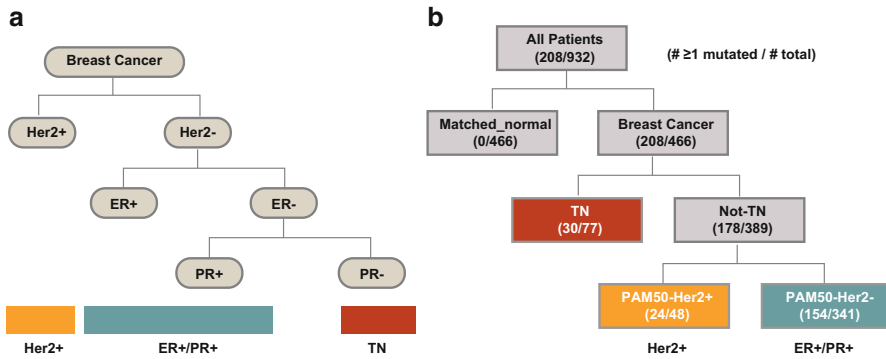 a
Breast Cancer
Her2+
Her2-
ER+
ER-
PR+
PR-
Her2+
ER+/PR+
TN
b
All Patients
(208/932)
(# ≥1 mutated / # total)
Matched_normal
(0/466)
Breast Cancer
(208/466)
TN
(30/77)
Not-TN
(178/389)
PAM50-Her2+
(24/48)
PAM50-Her2-
(154/341)
Her2+
ER+/PR+